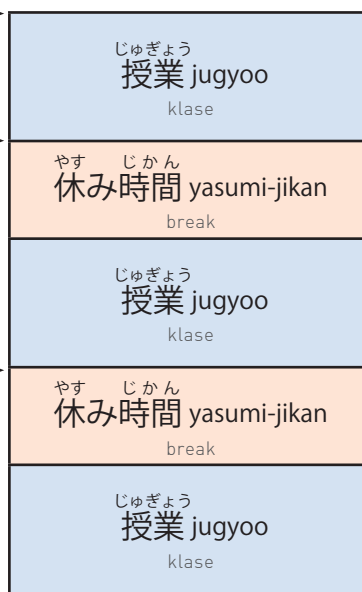 じゅぎょう
授業 jugyoo
klase
やす じかん
休み時間 yasumi-jikan
break
じゅぎょう
授業 jugyoo
klase
やす じかん
休み時間 yasumi-jikan
break
じゅぎょう
授業 jugyoo
klase